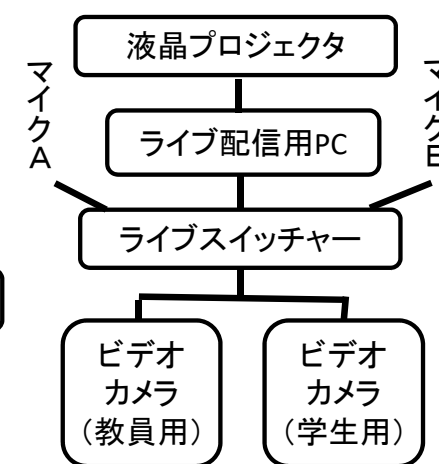 液晶プロジェクタ
マイクA
ライブ配信用PC
ライブスイッチャー
ビデオ
カメラ
(教員用)
ビデオ
カメラ
(学生用)